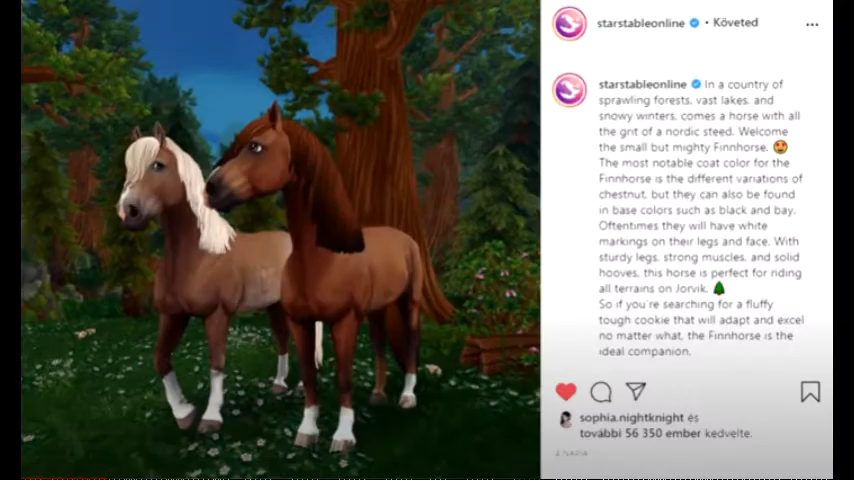 starstableonline • Követed
starstableonline In a country of
sprawling forests, vast lakes, and
snowy winters, comes a horse with all
the grit of a nordic steed. Welcome
the small but mighty Finnhorse. 🤩
The most notable coat color for the
Finnhorse is the different variations of
chestnut, but they can also be found
in base colors such as black and bay.
Oftentimes they will have white
markings on their legs and face. With
sturdy legs, strong muscles, and solid
hooves, this horse is perfect for riding
all terrains on Jorvik. 🌲
So if you're searching for a fluffy
tough cookie that will adapt and excel
no matter what, the Finnhorse is the
ideal companion.
sophia.nightknight és
további 56 350 ember kedvelte.